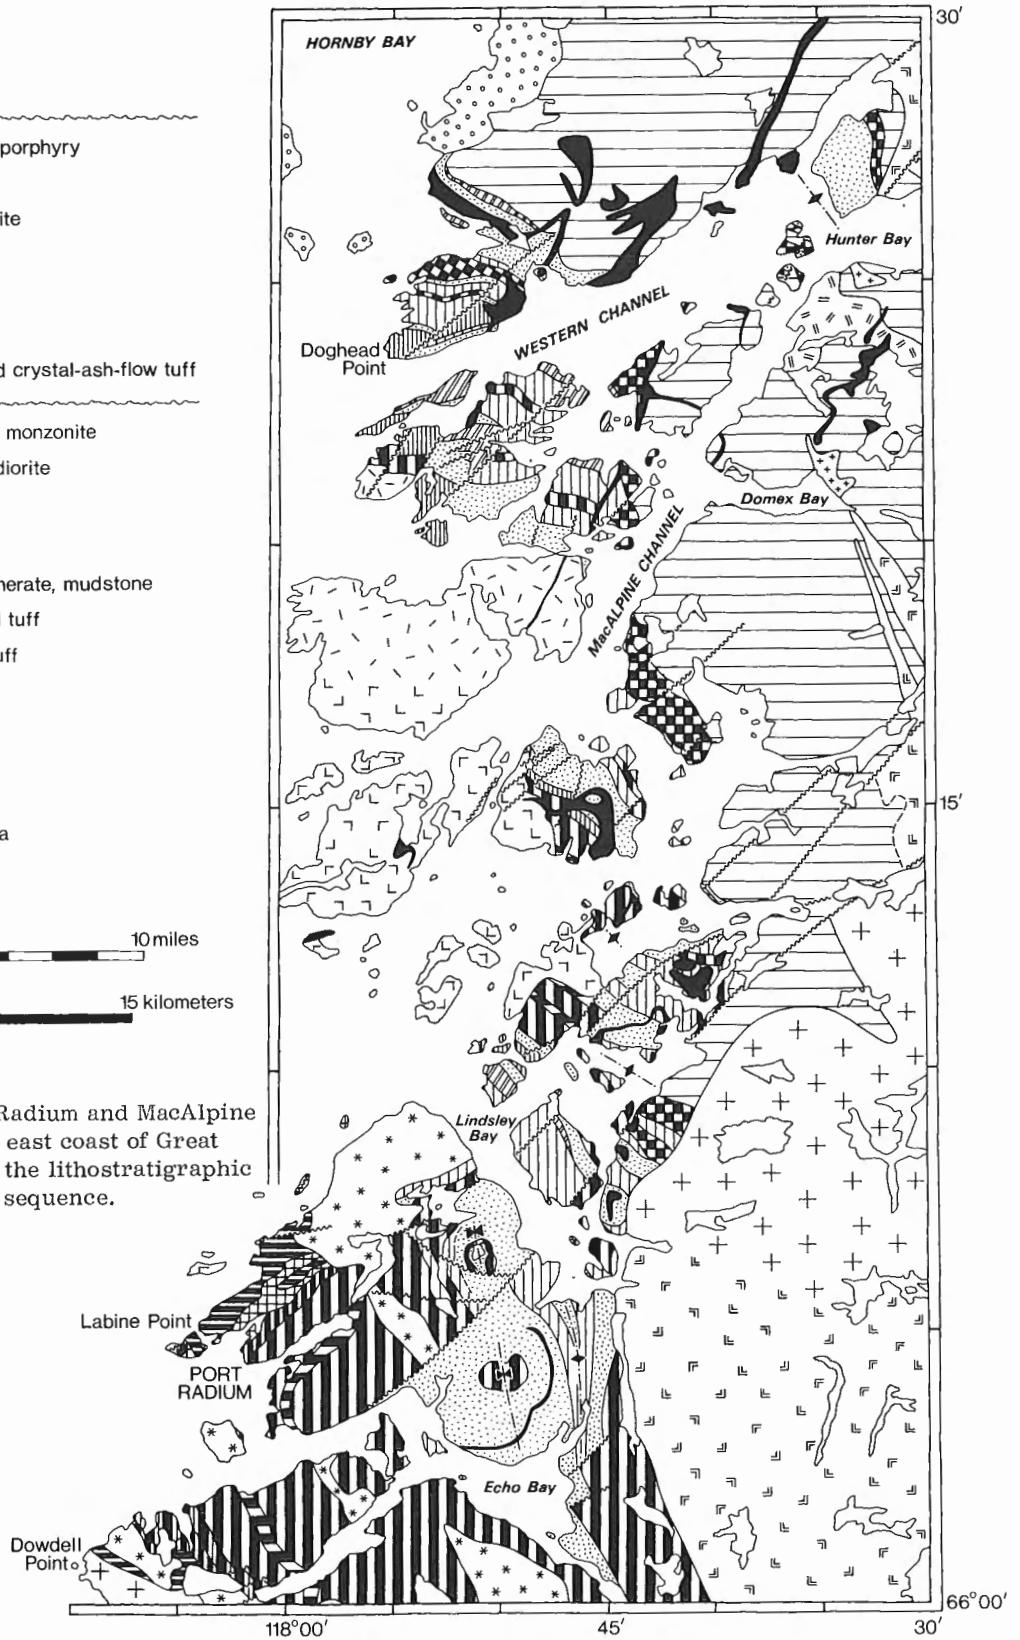 30′
HORNBY BAY
porphyry
ite
Hunter Bay
WESTERN CHANNEL
Doghead
Point
d crystal-ash-flow tuff
monzonite
diorite
Domex Bay
MacALPINE CHANNEL
nerate, mudstone
l tuff
uff
15′
a
10 miles
15 kilometers
Radium and MacAlpine
east coast of Great
the lithostratigraphic
sequence.
Lindsley
Bay
Labine Point
PORT
RADIUM
Echo Bay
Dowdell
Point
66°00′
118°00′
45′
30′